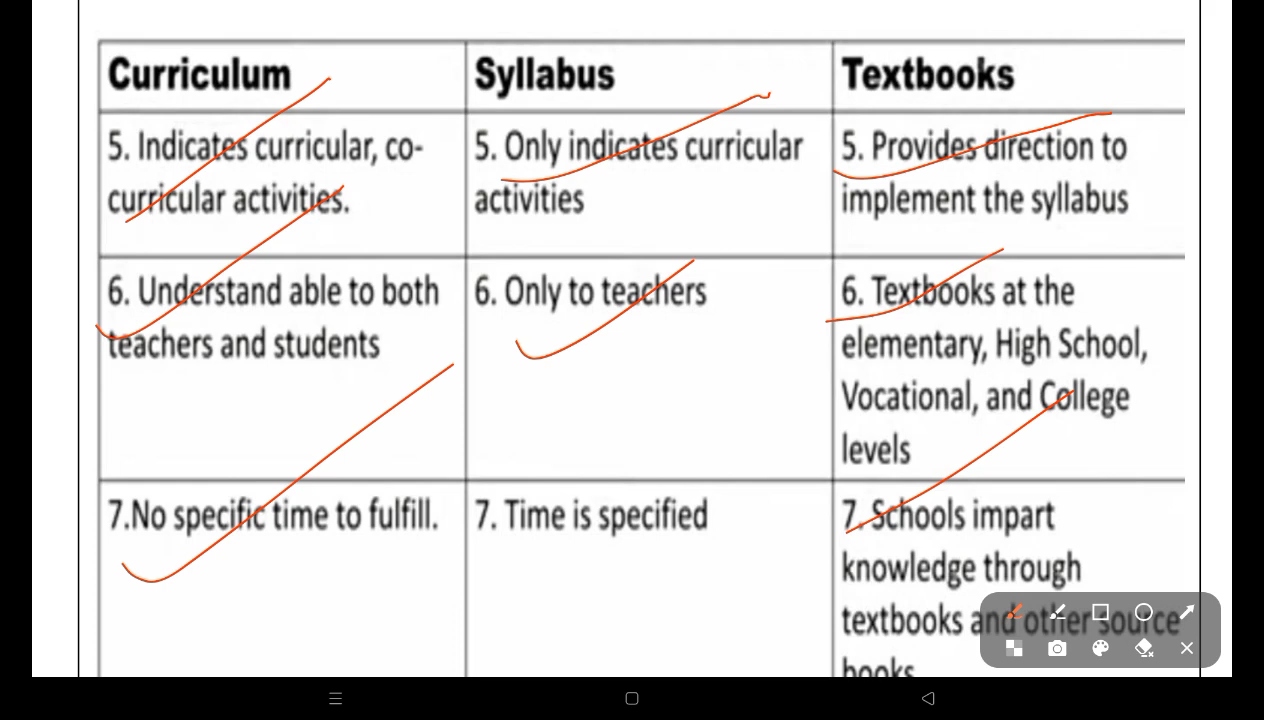 Curriculum
Syllabus
Textbooks
5. Indicates curricular, co-
curricular activities.
5. Only indicates curricular
activities
5. Provides direction to
implement the syllabus
6. Understand able to both
teachers and students
6. Only to teachers
6. Textbooks at the
elementary, High School,
Vocational, and College
levels
7.No specific time to fulfill.
7. Time is specified
7. Schools impart
knowledge through
textbooks and other source
books